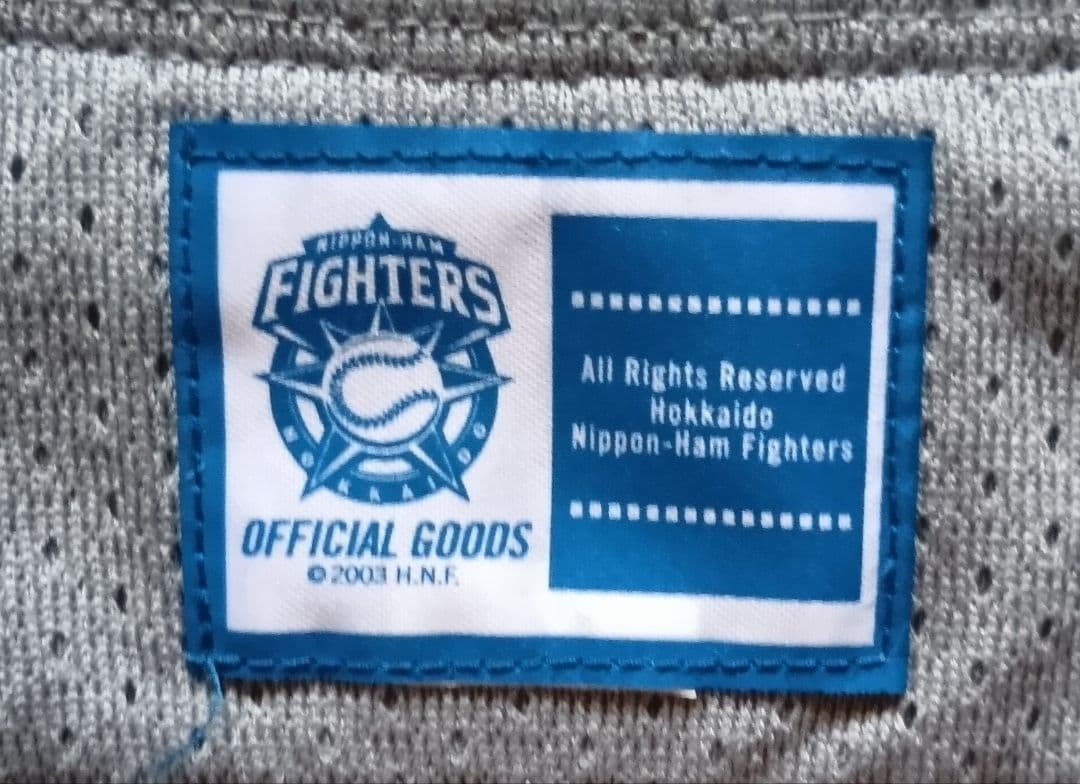 NIPPON-HAM
FIGHTERS
HOKKAIDO
OFFICIAL GOODS
© 2003 H.N.F.
All Rights Reserved
Hokkaido
Nippon-Ham Fighters